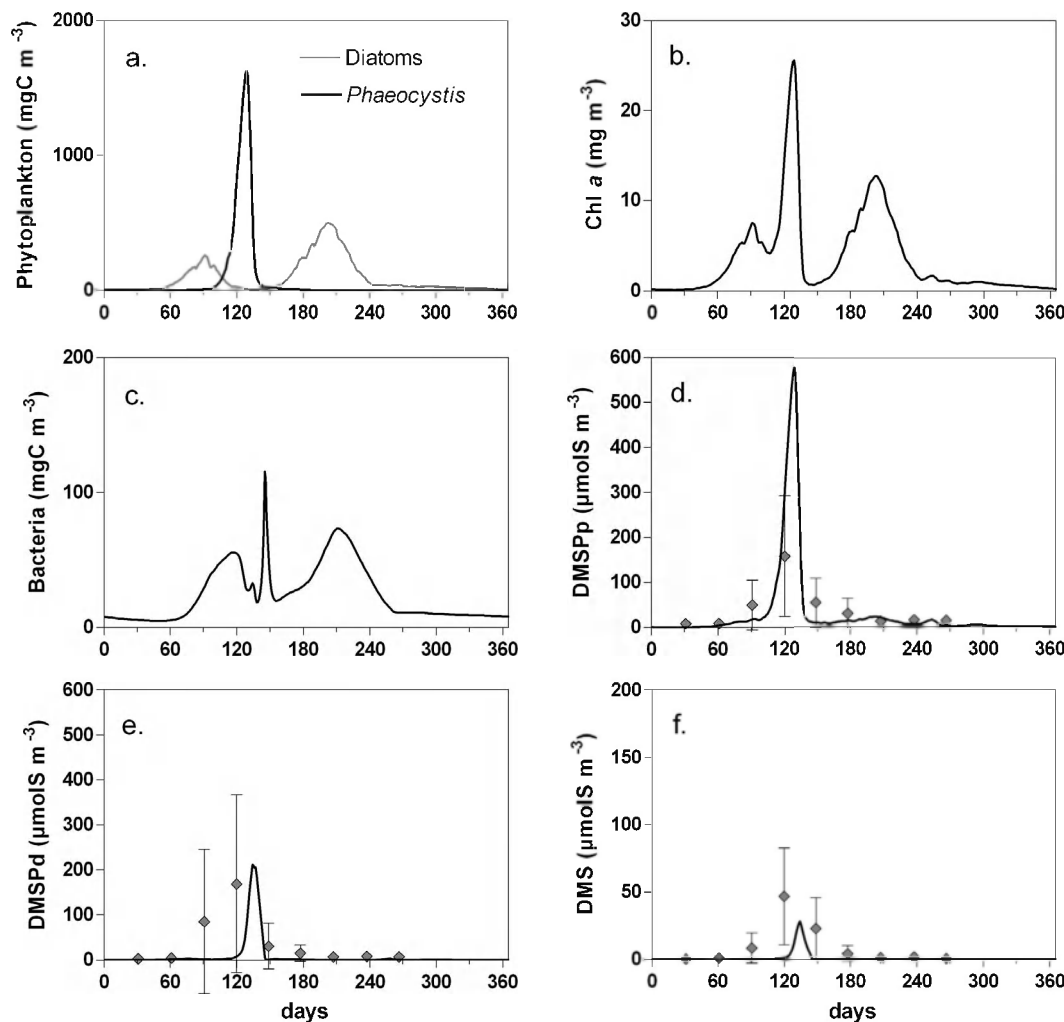 a.
Diatoms
Phaeocystis
Phytoplankton (mgC m⁻³)
2000
1000
0
0 60 120 180 240 300 360
b.
Chl a (mg m⁻³)
30
20
10
0
0 60 120 180 240 300 360
c.
Bacteria (mgC m⁻³)
200
100
0
0 60 120 180 240 300 360
d.
DMSPp (µmolS m⁻³)
600
500
400
300
200
100
0
0 60 120 180 240 300 360
e.
DMSPd (µmolS m⁻³)
600
500
400
300
200
100
0
0 60 120 180 240 300 360
days
f.
DMS (µmolS m⁻³)
200
150
100
50
0
0 60 120 180 240 300 360
days